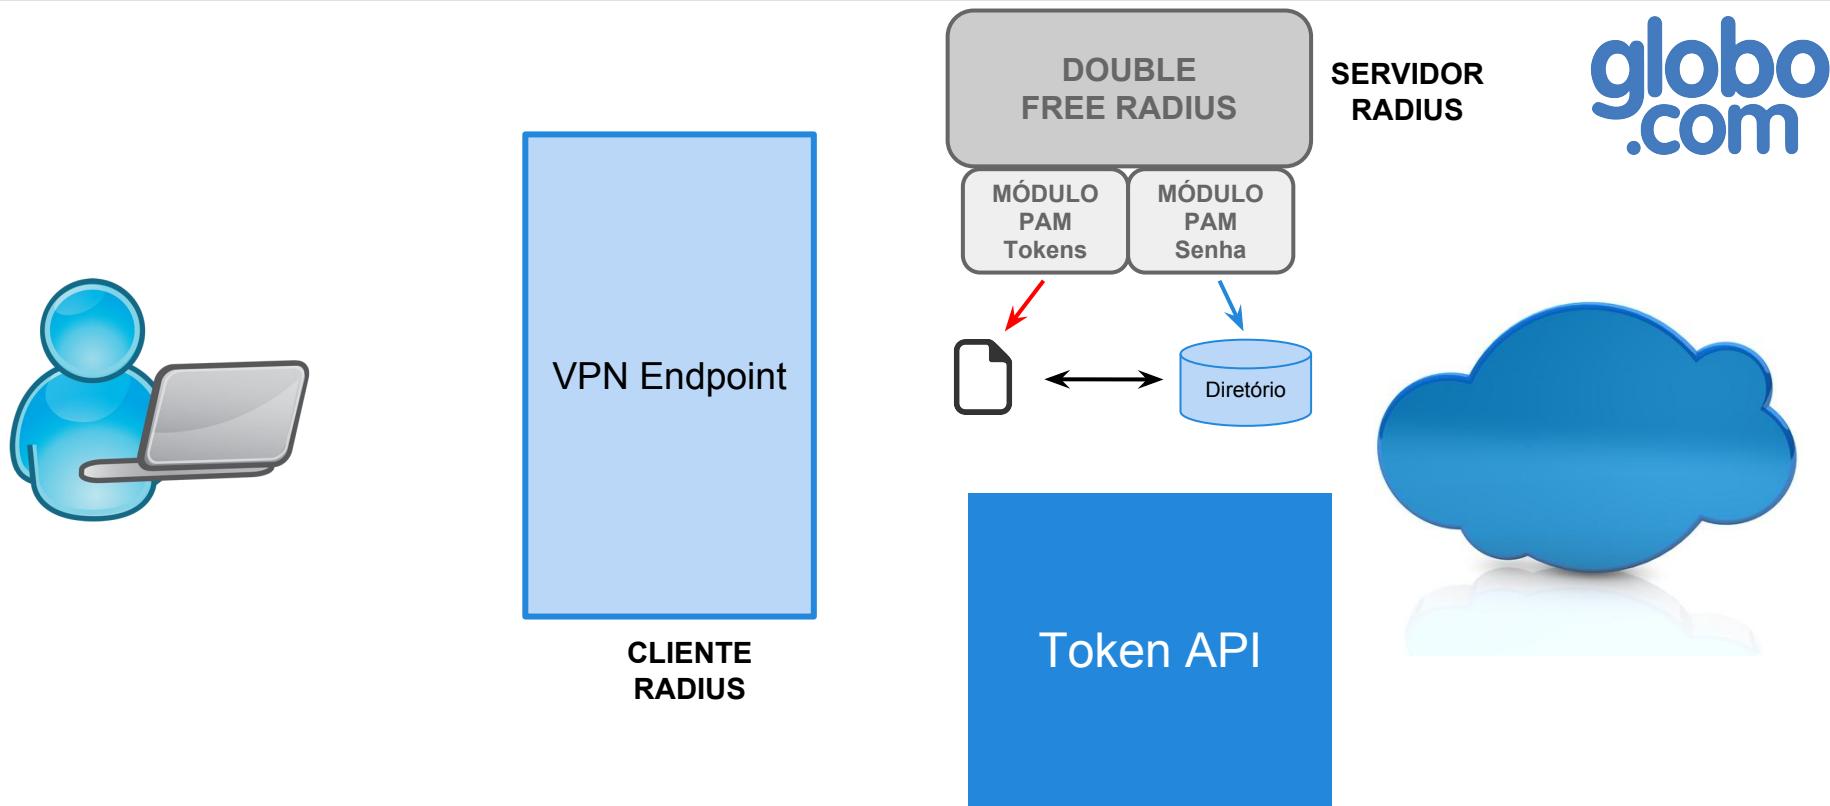 DOUBLE
FREE RADIUS
SERVIDOR
RADIUS
globo
.com
MÓDULO
PAM
Tokens
MÓDULO
PAM
Senha
VPN Endpoint
Diretório
CLIENTE
RADIUS
Token API